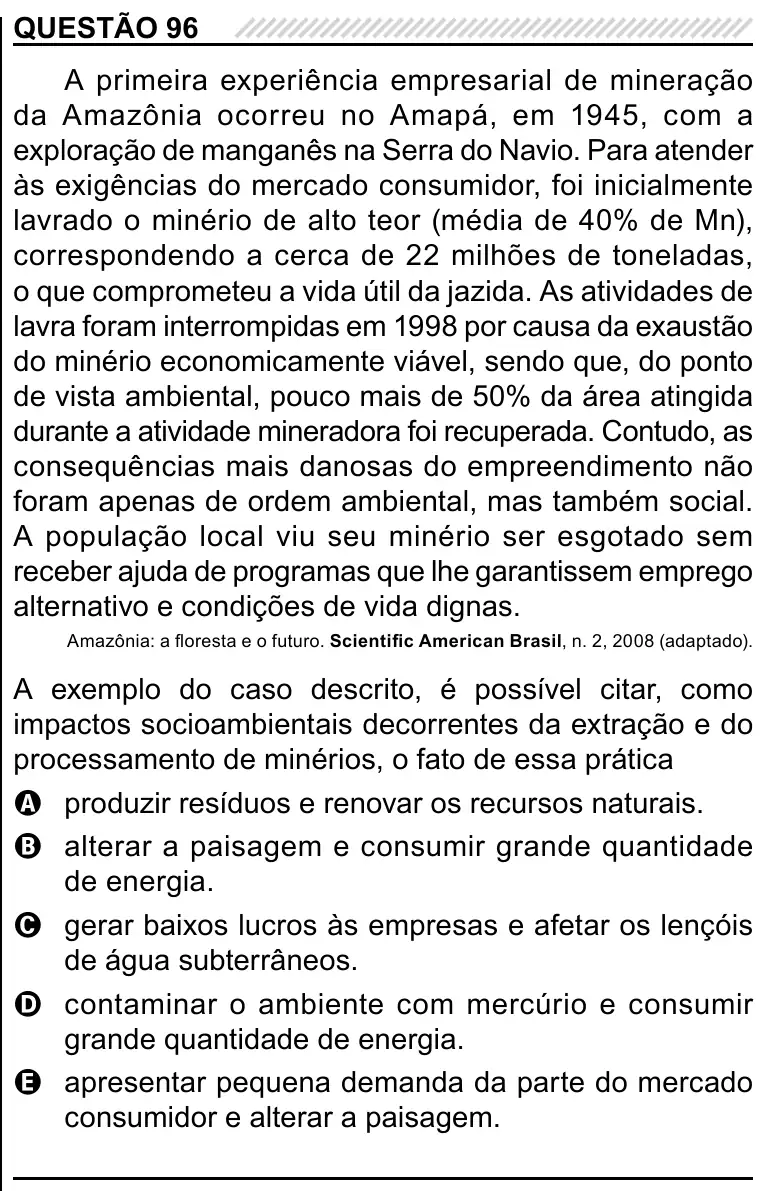 QUESTÃO 96
A primeira experiência empresarial de mineração
da Amazônia ocorreu no Amapá, em 1945, com a
exploração de manganês na Serra do Navio. Para atender
às exigências do mercado consumidor, foi inicialmente
lavrado o minério de alto teor (média de 40% de Mn),
correspondendo a cerca de 22 milhões de toneladas,
o que comprometeu a vida útil da jazida. As atividades de
lavra foram interrompidas em 1998 por causa da exaustão
do minério economicamente viável, sendo que, do ponto
de vista ambiental, pouco mais de 50% da área atingida
durante a atividade mineradora foi recuperada. Contudo, as
consequências mais danosas do empreendimento não
foram apenas de ordem ambiental, mas também social.
A população local viu seu minério ser esgotado sem
receber ajuda de programas que lhe garantissem emprego
alternativo e condições de vida dignas.
Amazônia: a floresta e o futuro. Scientific American Brasil, n. 2, 2008 (adaptado).
A exemplo do caso descrito, é possível citar, como
impactos socioambientais decorrentes da extração e do
processamento de minérios, o fato de essa prática
A produzir resíduos e renovar os recursos naturais.
B alterar a paisagem e consumir grande quantidade
de energia.
C gerar baixos lucros às empresas e afetar os lençóis
de água subterrâneos.
D contaminar o ambiente com mercúrio e consumir
grande quantidade de energia.
E apresentar pequena demanda da parte do mercado
consumidor e alterar a paisagem.